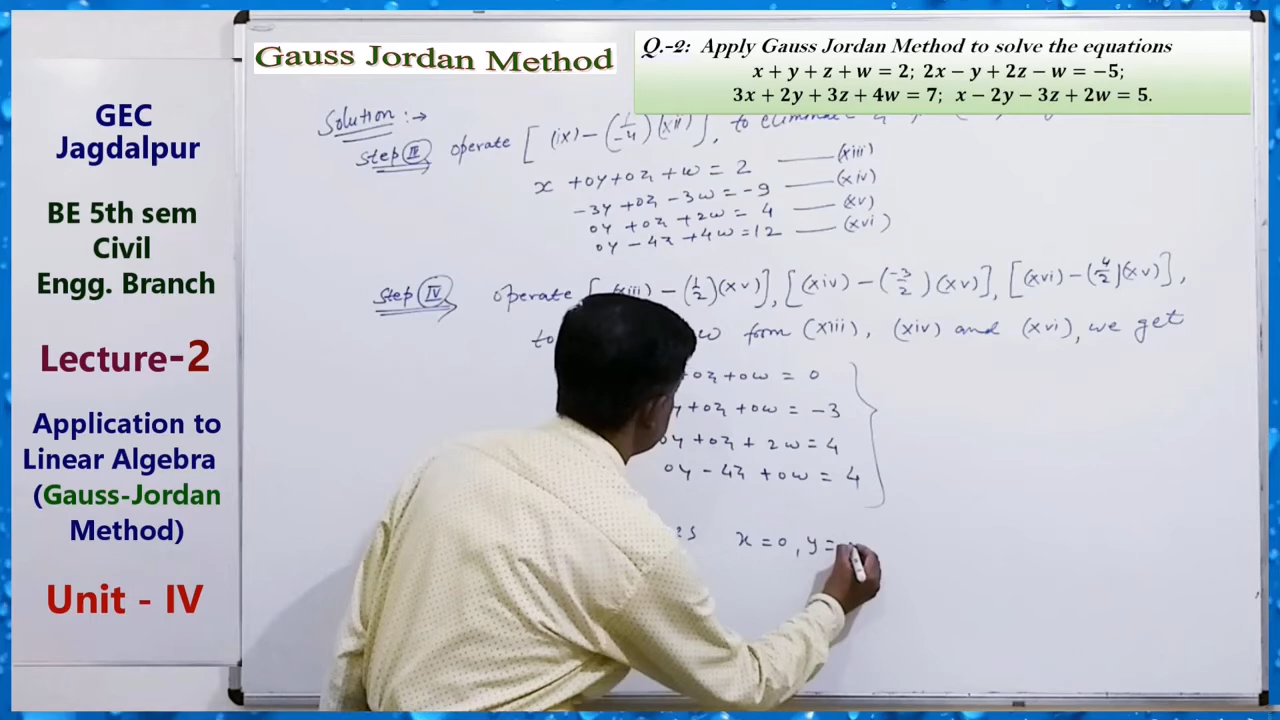 GEC
Jagdalpur
BE 5th sem
Civil
Engg. Branch
Lecture-2
Application to
Linear Algebra
(Gauss-Jordan
Method)
Unit - IV
Gauss Jordan Method
Q.-2: Apply Gauss Jordan Method to solve the equations
x + y + z + w = 2; 2x − y + 2z − w = −5;
3x + 2y + 3z + 4w = 7; x − 2y − 3z + 2w = 5.
Solution :→
Step III operate [(ix) − (1/−4)(xii)], to
x + 0y + 0z + w = 2 —— (xiii)
−3y + 0z − 3w = −9 —— (xiv)
0y + 0z + 2w = 4 —— (xv)
0y − 4z + 4w = 12 —— (xvi)
Step IV operate [(xiii) − (1/2)(xv)], [(xiv) − (−3/2)(xv)], [(xvi) − (4/2)(xv)],
to w form (xiii), (xiv) and (xvi), we get
+ 0z + 0w = 0
y + 0z + 0w = −3
0y + 0z + 2w = 4
0y − 4z + 0w = 4
x = 0, y =